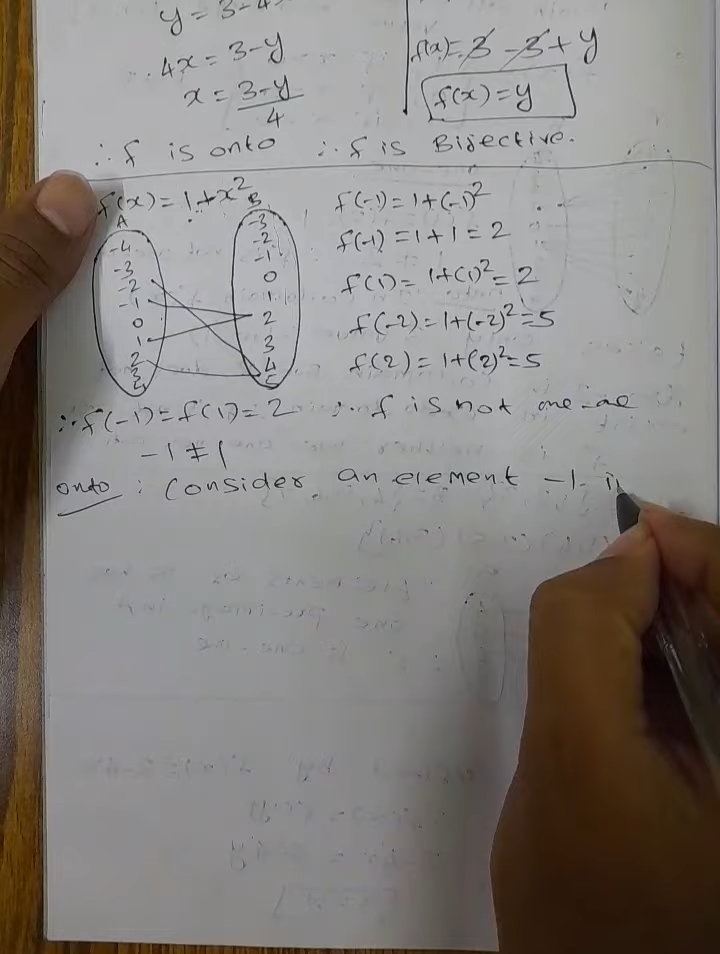 y = 3-4
4x = 3-y
x = 3-y/4
f(x) = 3 - 3 + y
f(x) = y
∴ f is onto ∴ f is Bijective.
f(x) = 1+x²
A B
-4 -3
-3 -2
-2 -1
-1 0
0 1
1 2
2 3
3 4
5
f(-1) = 1+(-1)²
f(-1) = 1+1 = 2
f(1) = 1+(1)² = 2
f(-2) = 1+(-2)² = 5
f(2) = 1+(2)² = 5
∴ f(-1) = f(1) = 2 ∴ f is not one-one
-1 ≠ 1
onto : Consider an element -1 in